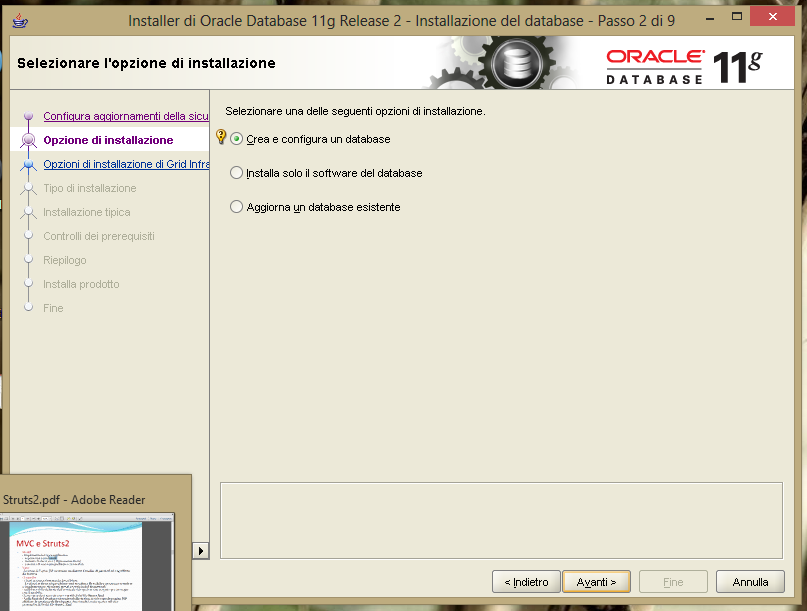 Installer di Oracle Database 11g Release 2 - Installazione del database - Passo 2 di 9
Selezionare l'opzione di installazione
ORACLE
DATABASE
11g
Configura aggiornamenti della sicu
Opzione di installazione
Opzioni di installazione di Grid Infra
Tipo di installazione
Installazione tipica
Controlli dei prerequisiti
Riepilogo
Installa prodotto
Fine
Selezionare una delle seguenti opzioni di installazione.
Crea e configura un database
Installa solo il software del database
Aggiorna un database esistente
Struts2.pdf - Adobe Reader
MVC e Struts2
< Indietro
Avanti >
Fine
Annulla